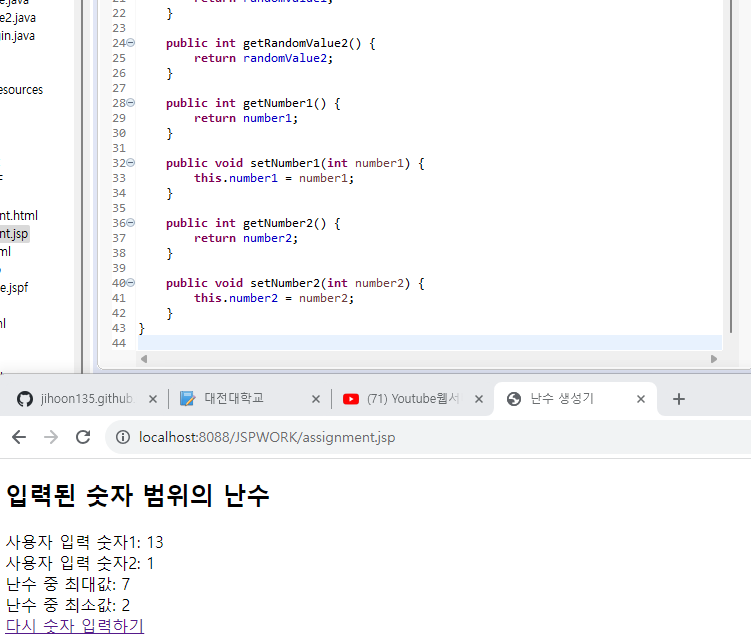 e2.java
gin.java
esources
nt.html
nt.jsp
ml
e.jspf
22 }
23
24 public int getRandomValue2() {
25 return randomValue2;
26 }
27
28 public int getNumber1() {
29 return number1;
30 }
31
32 public void setNumber1(int number1) {
33 this.number1 = number1;
34 }
35
36 public int getNumber2() {
37 return number2;
38 }
39
40 public void setNumber2(int number2) {
41 this.number2 = number2;
42 }
43 }
44
jihoon135.github. 대전대학교 (71) Youtube웹서 난수 생성기
localhost:8088/JSPWORK/assignment.jsp
입력된 숫자 범위의 난수
사용자 입력 숫자1: 13
사용자 입력 숫자2: 1
난수 중 최대값: 7
난수 중 최소값: 2
다시 숫자 입력하기